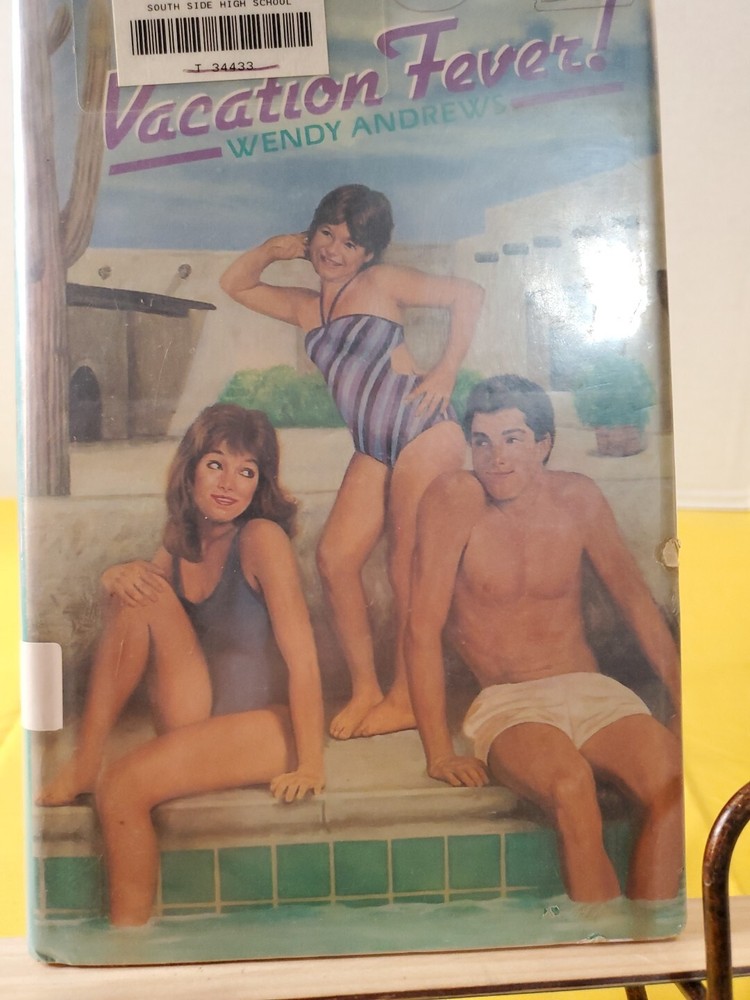 SOUTH SIDE HIGH SCHOOL
T 34433
Vacation Fever!
WENDY ANDREWS